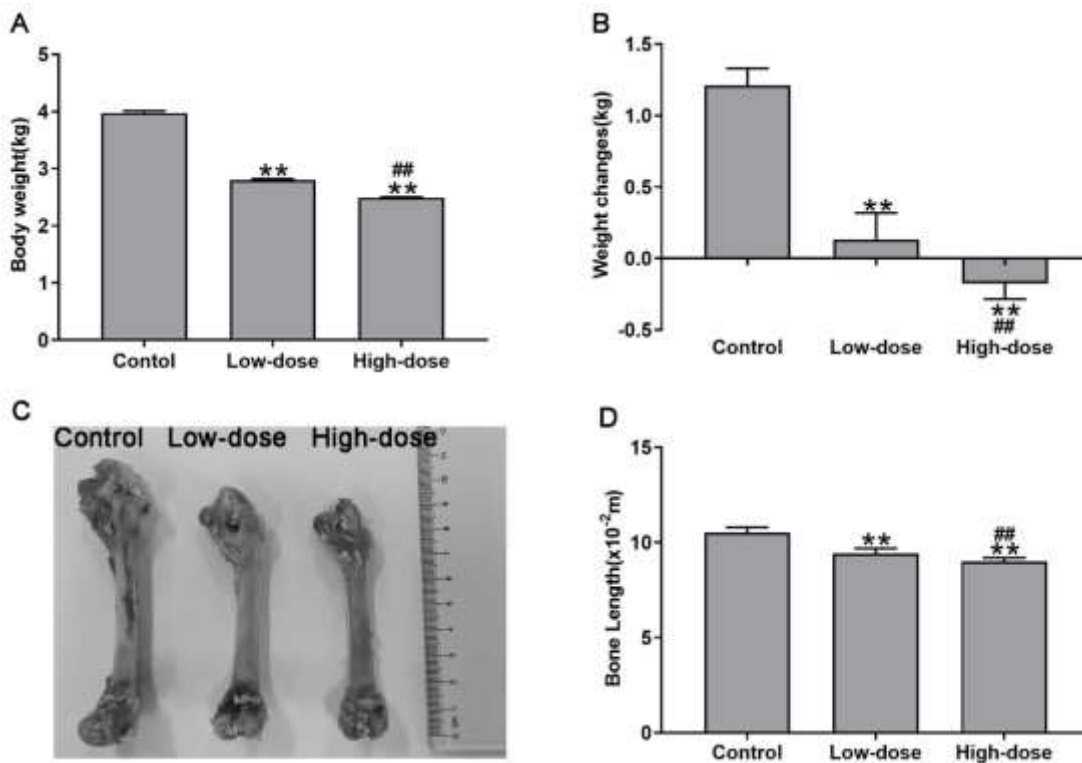 A
Body weight(kg)
5
4
3
2
1
0
**
##
**
Contol
Low-dose
High-dose
B
Weight changes(kg)
1.5
1.0
0.5
0.0
-0.5
**
**
##
Control
Low-dose
High-dose
C
Control
Low-dose
High-dose
D
Bone Length(x10⁻²m)
15
10
5
0
**
##
**
Control
Low-dose
High-dose